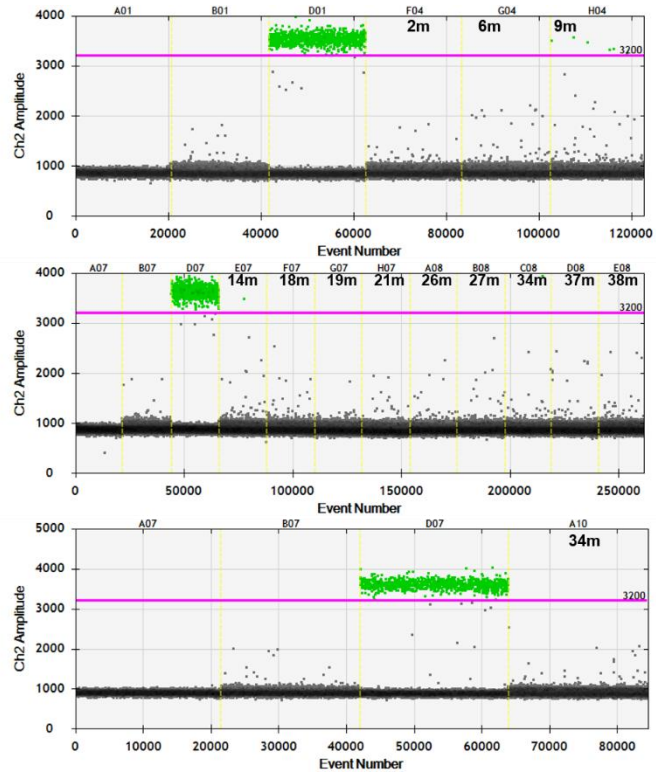 A01 B01 D01 F04 G04 H04
4000 2m 6m 9m
3200
3000
Ch2 Amplitude
2000
1000
0
0 20000 40000 60000 80000 100000 120000
Event Number
A07 B07 D07 E07 F07 G07 H07 A08 B08 C08 D08 E08
4000 14m 18m 19m 21m 26m 27m 34m 37m 38m
3200
3000
Ch2 Amplitude
2000
1000
0
0 50000 100000 150000 200000 250000
Event Number
A07 B07 D07 A10
5000 34m
4000
3200
3000
Ch2 Amplitude
2000
1000
0
0 10000 20000 30000 40000 50000 60000 70000 80000
Event Number